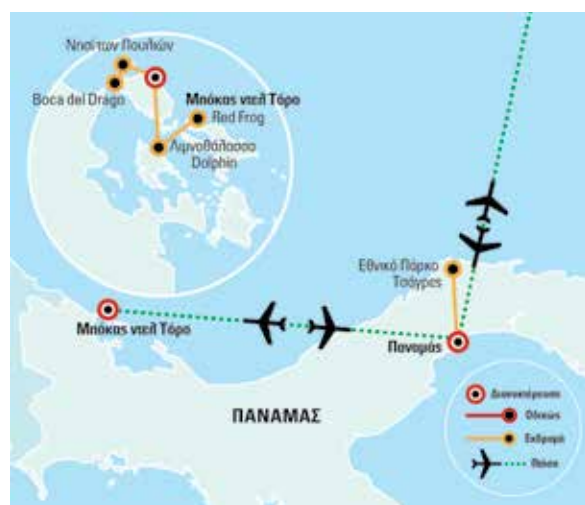 Νησί των Πουλιών
Boca del Drago
Μπόκας ντελ Τόρο
Red Frog
Λιμνοθάλασσα
Dolphin
Εθνικό Πάρκο
Τσάγρες
Μπόκας ντελ Τόρο
Παναμάς
ΠΑΝΑΜΑΣ
Διανυκτέρευση
Οδικώς
Εκδρομή
Πτήση